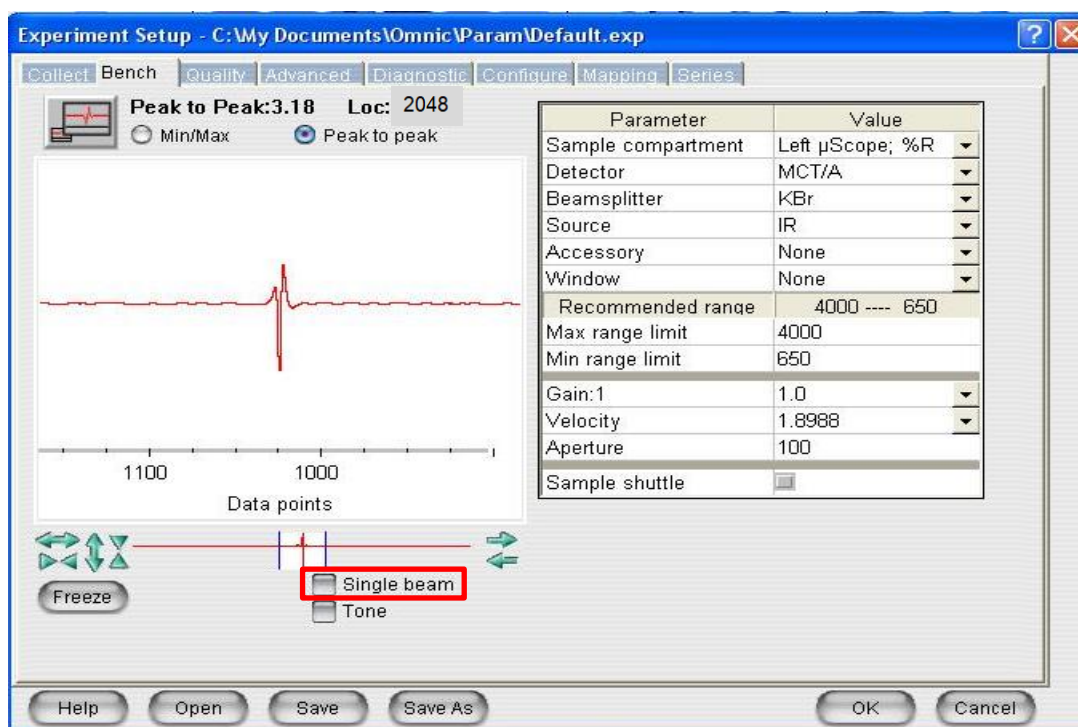 Experiment Setup - C:\My Documents\Omnic\Param\Default.exp
Collect Bench Quality Advanced Diagnostic Configure Mapping Series
Peak to Peak:3.18 Loc: 2048
Min/Max Peak to peak
1100 1000
Data points
Single beam
Freeze
Tone
Parameter Value
Sample compartment Left µScope; %R
Detector MCT/A
Beamsplitter KBr
Source IR
Accessory None
Window None
Recommended range 4000 ---- 650
Max range limit 4000
Min range limit 650
Gain:1 1.0
Velocity 1.8988
Aperture 100
Sample shuttle
Help Open Save Save As OK Cancel